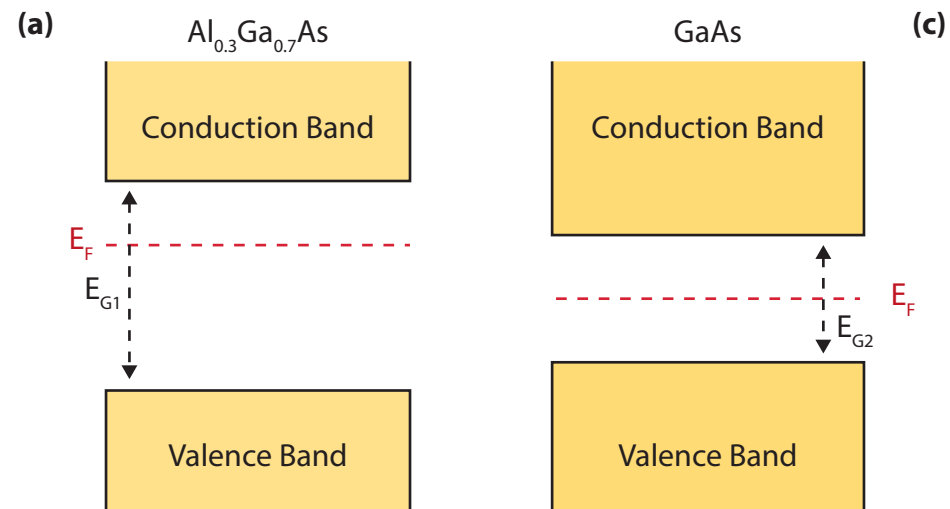 (a)
Al0.3Ga0.7As
Conduction Band
EF
EG1
Valence Band
GaAs
(c)
Conduction Band
EF
EG2
Valence Band